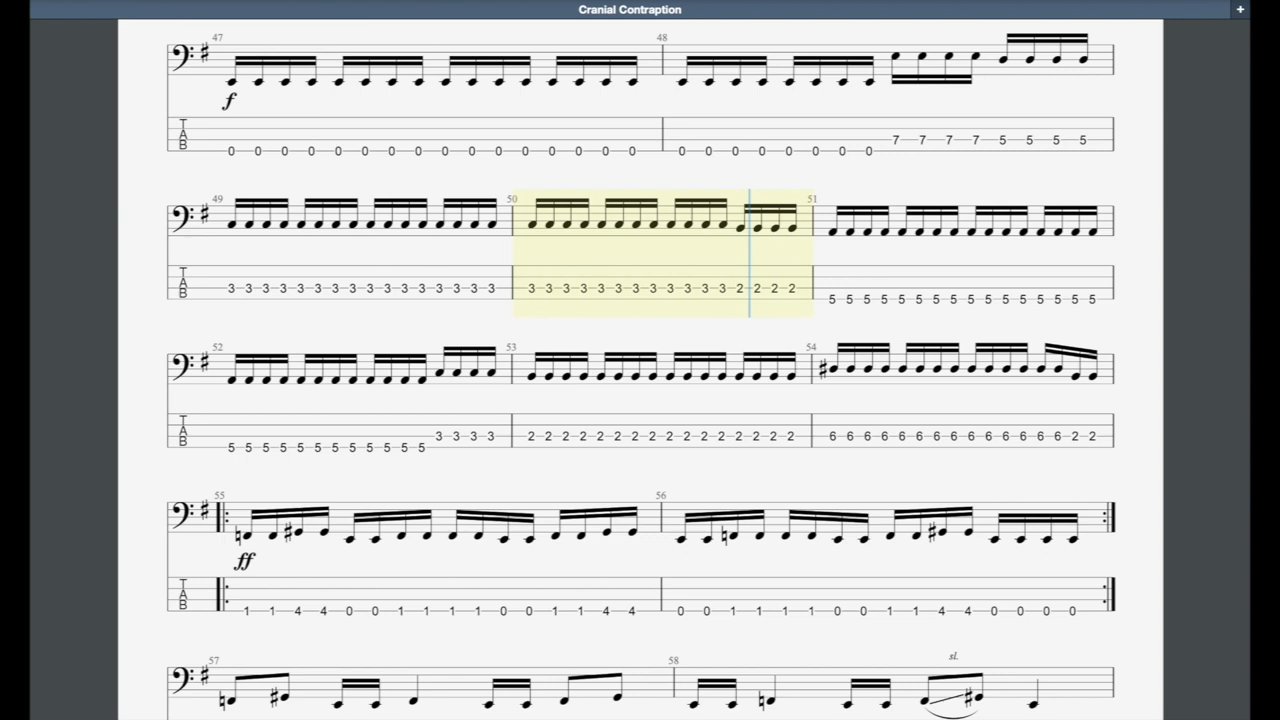 Cranial Contraption +
47 48
f
T
A
B
0 0 0 0 0 0 0 0 0 0 0 0 0 0 0 0 0 0 0 0 0 0 0 0 7 7 7 7 5 5 5 5
49 50 51
T
A
B
3 3 3 3 3 3 3 3 3 3 3 3 3 3 3 3 3 3 3 3 3 3 3 3 3 3 3 3 2 2 2 2 5 5 5 5 5 5 5 5 5 5 5 5 5 5 5 5
52 53 54
T
A
B
5 5 5 5 5 5 5 5 5 5 5 5 3 3 3 3 2 2 2 2 2 2 2 2 2 2 2 2 2 2 2 2 6 6 6 6 6 6 6 6 6 6 6 6 6 6 2 2
55 56
ff
T
A
B
1 1 4 4 0 0 1 1 1 1 0 0 1 1 4 4 0 0 1 1 1 1 0 0 1 1 4 4 0 0 0 0
57 58
sl.